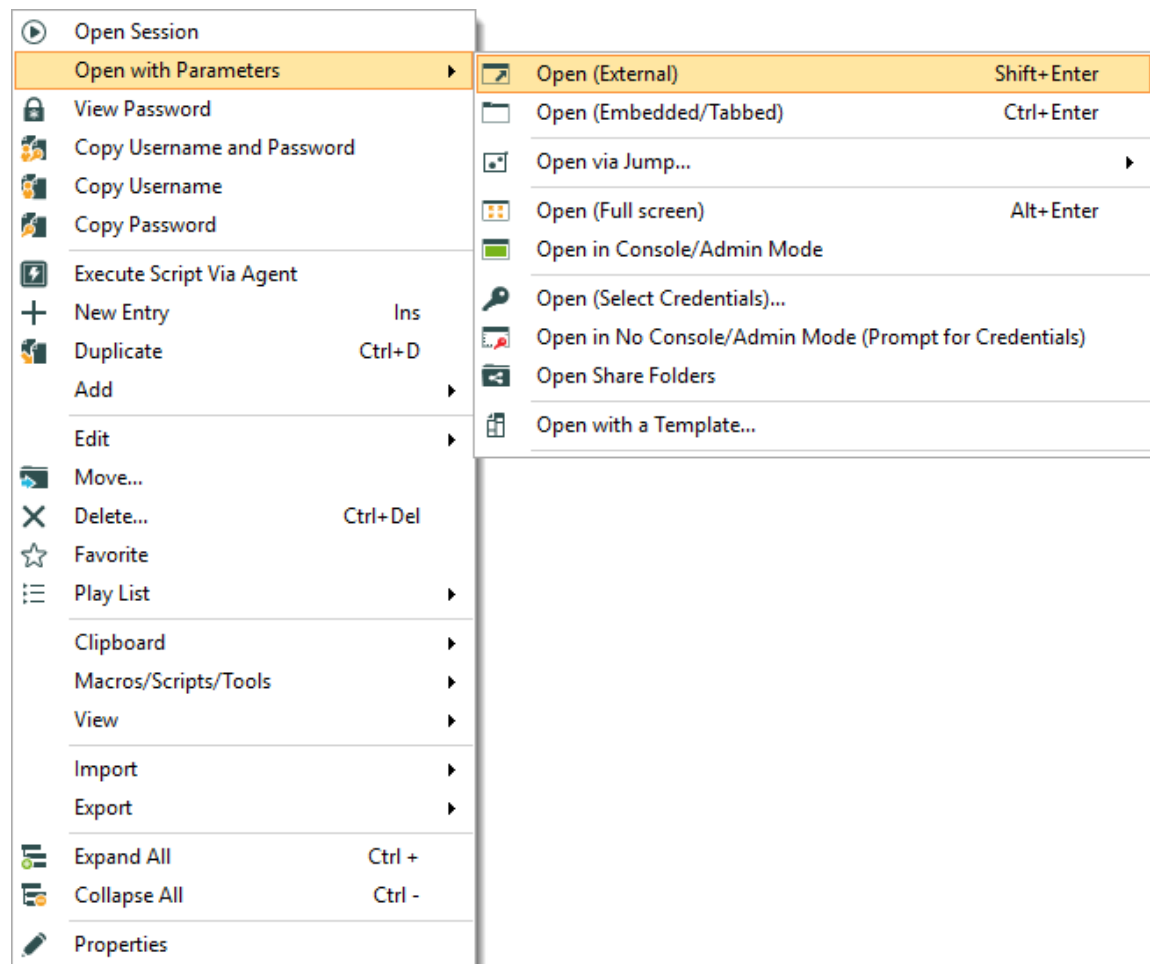 Open Session
Open with Parameters
View Password
Copy Username and Password
Copy Username
Copy Password
Execute Script Via Agent
New Entry Ins
Duplicate Ctrl+D
Add
Edit
Move...
Delete... Ctrl+Del
Favorite
Play List
Clipboard
Macros/Scripts/Tools
View
Import
Export
Expand All Ctrl +
Collapse All Ctrl -
Properties
Open (External) Shift+Enter
Open (Embedded/Tabbed) Ctrl+Enter
Open via Jump...
Open (Full screen) Alt+Enter
Open in Console/Admin Mode
Open (Select Credentials)...
Open in No Console/Admin Mode (Prompt for Credentials)
Open Share Folders
Open with a Template...